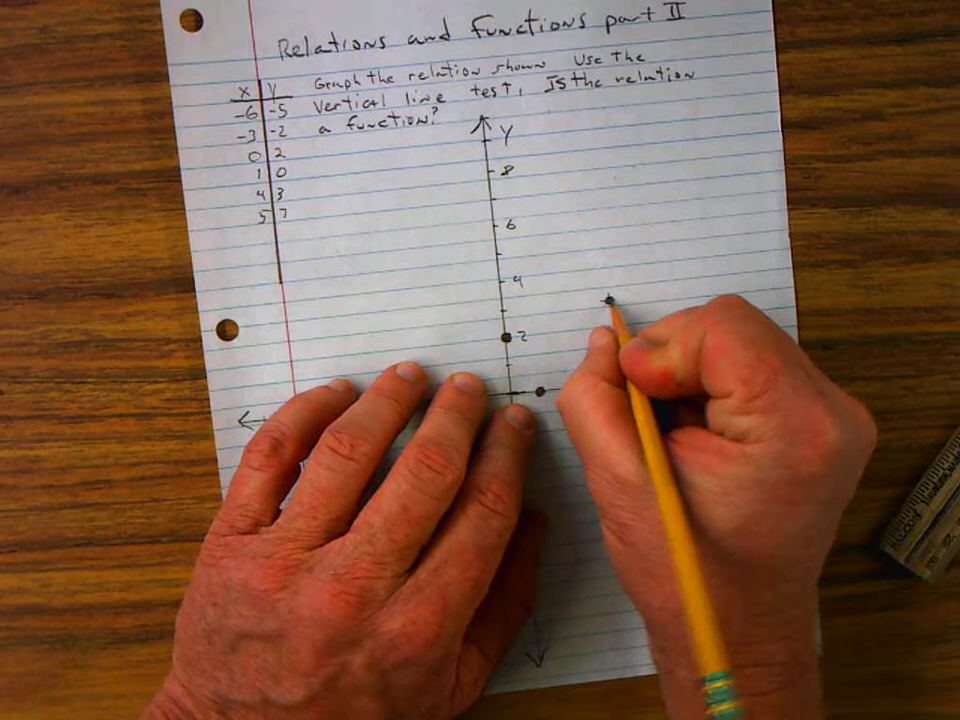 Relations and Functions part II
Graph the relation shown Use the
vertical line test, Is the relation
a function?
x y
-6 -5
-3 -2
0 2
1 0
4 3
5 7
Y
8
6
4
2